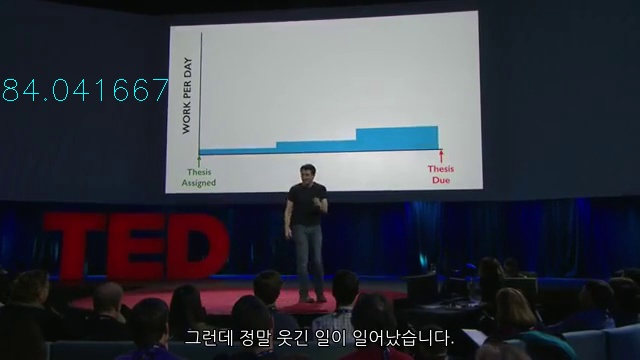 84.041667
WORK PER DAY
Thesis
Assigned
Thesis
Due
TED
그런데 정말 웃긴 일이 일어났습니다.